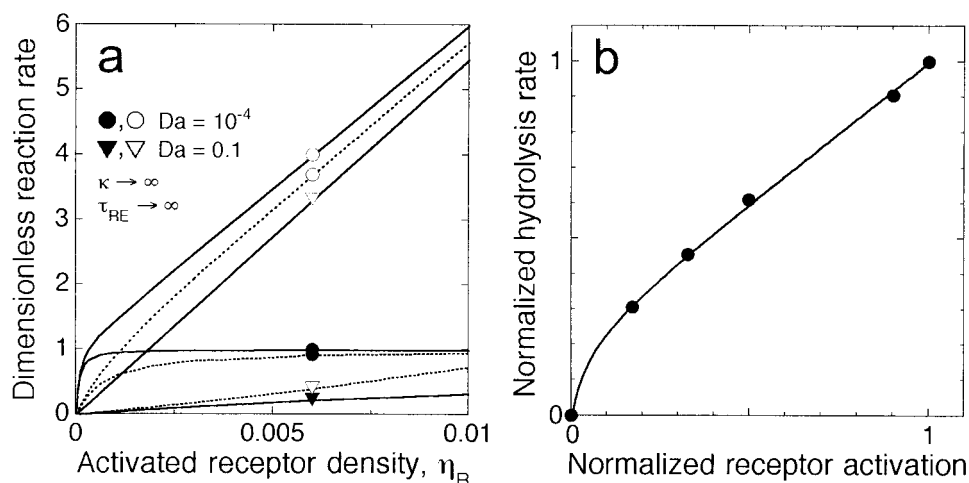 a
Dimensionless reaction rate
6
5
4
3
2
1
0
●,○ Da = 10⁻⁴
▼,▽ Da = 0.1
κ → ∞
τRE → ∞
0
0.005
0.01
Activated receptor density, ηR
b
Normalized hydrolysis rate
1
0
0
1
Normalized receptor activation